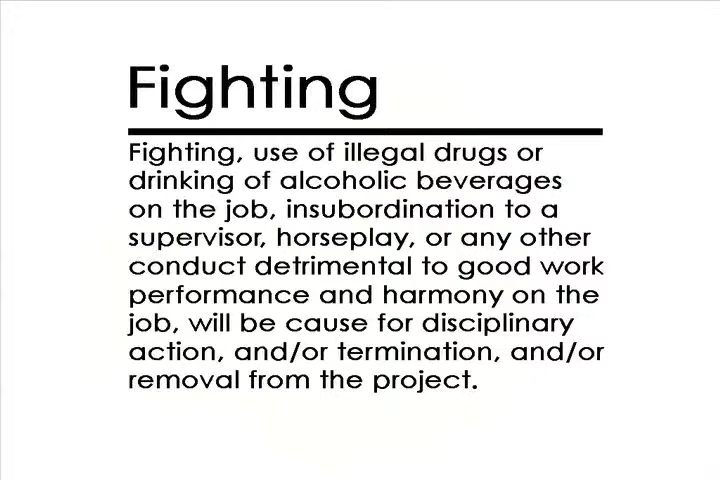 Fighting
Fighting, use of illegal drugs or
drinking of alcoholic beverages
on the job, insubordination to a
supervisor, horseplay, or any other
conduct detrimental to good work
performance and harmony on the
job, will be cause for disciplinary
action, and/or termination, and/or
removal from the project.